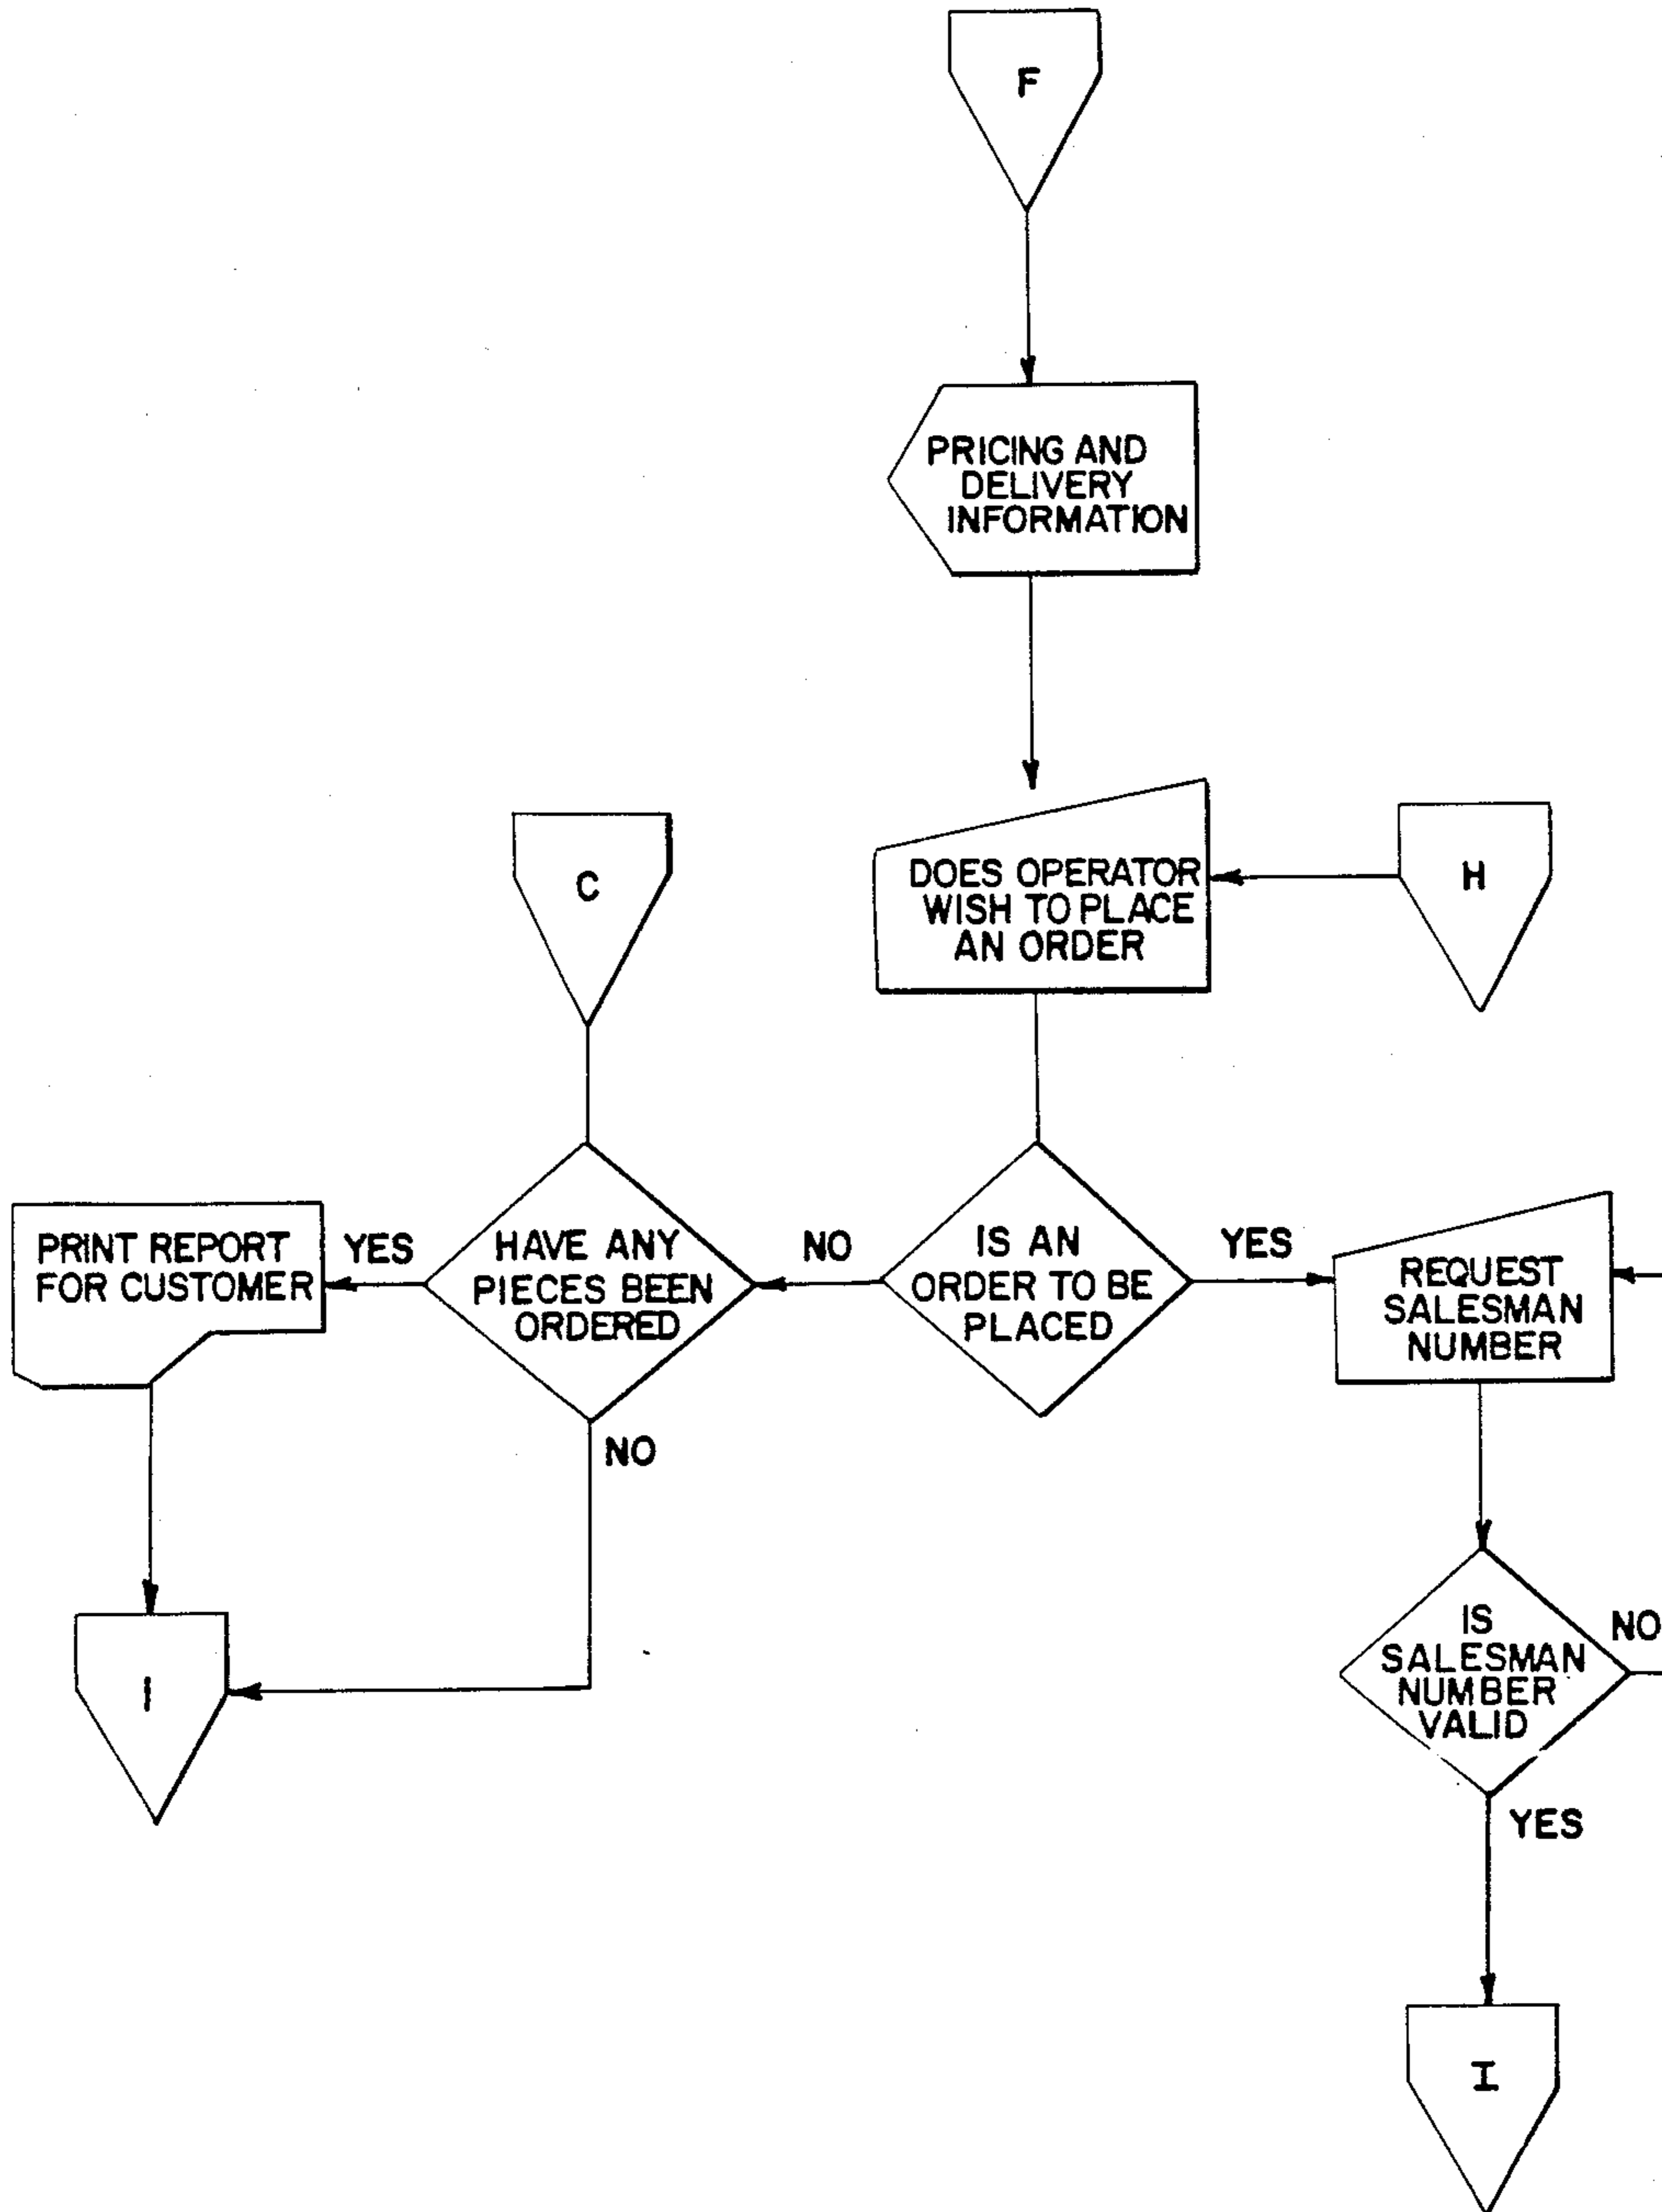 F
PRICING AND
DELIVERY
INFORMATION
C
DOES OPERATOR
WISH TO PLACE
AN ORDER
H
PRINT REPORT
FOR CUSTOMER
YES
HAVE ANY
PIECES BEEN
ORDERED
NO
IS AN
ORDER TO BE
PLACED
YES
REQUEST
SALESMAN
NUMBER
NO
I
IS
SALESMAN
NUMBER
VALID
NO
YES
I